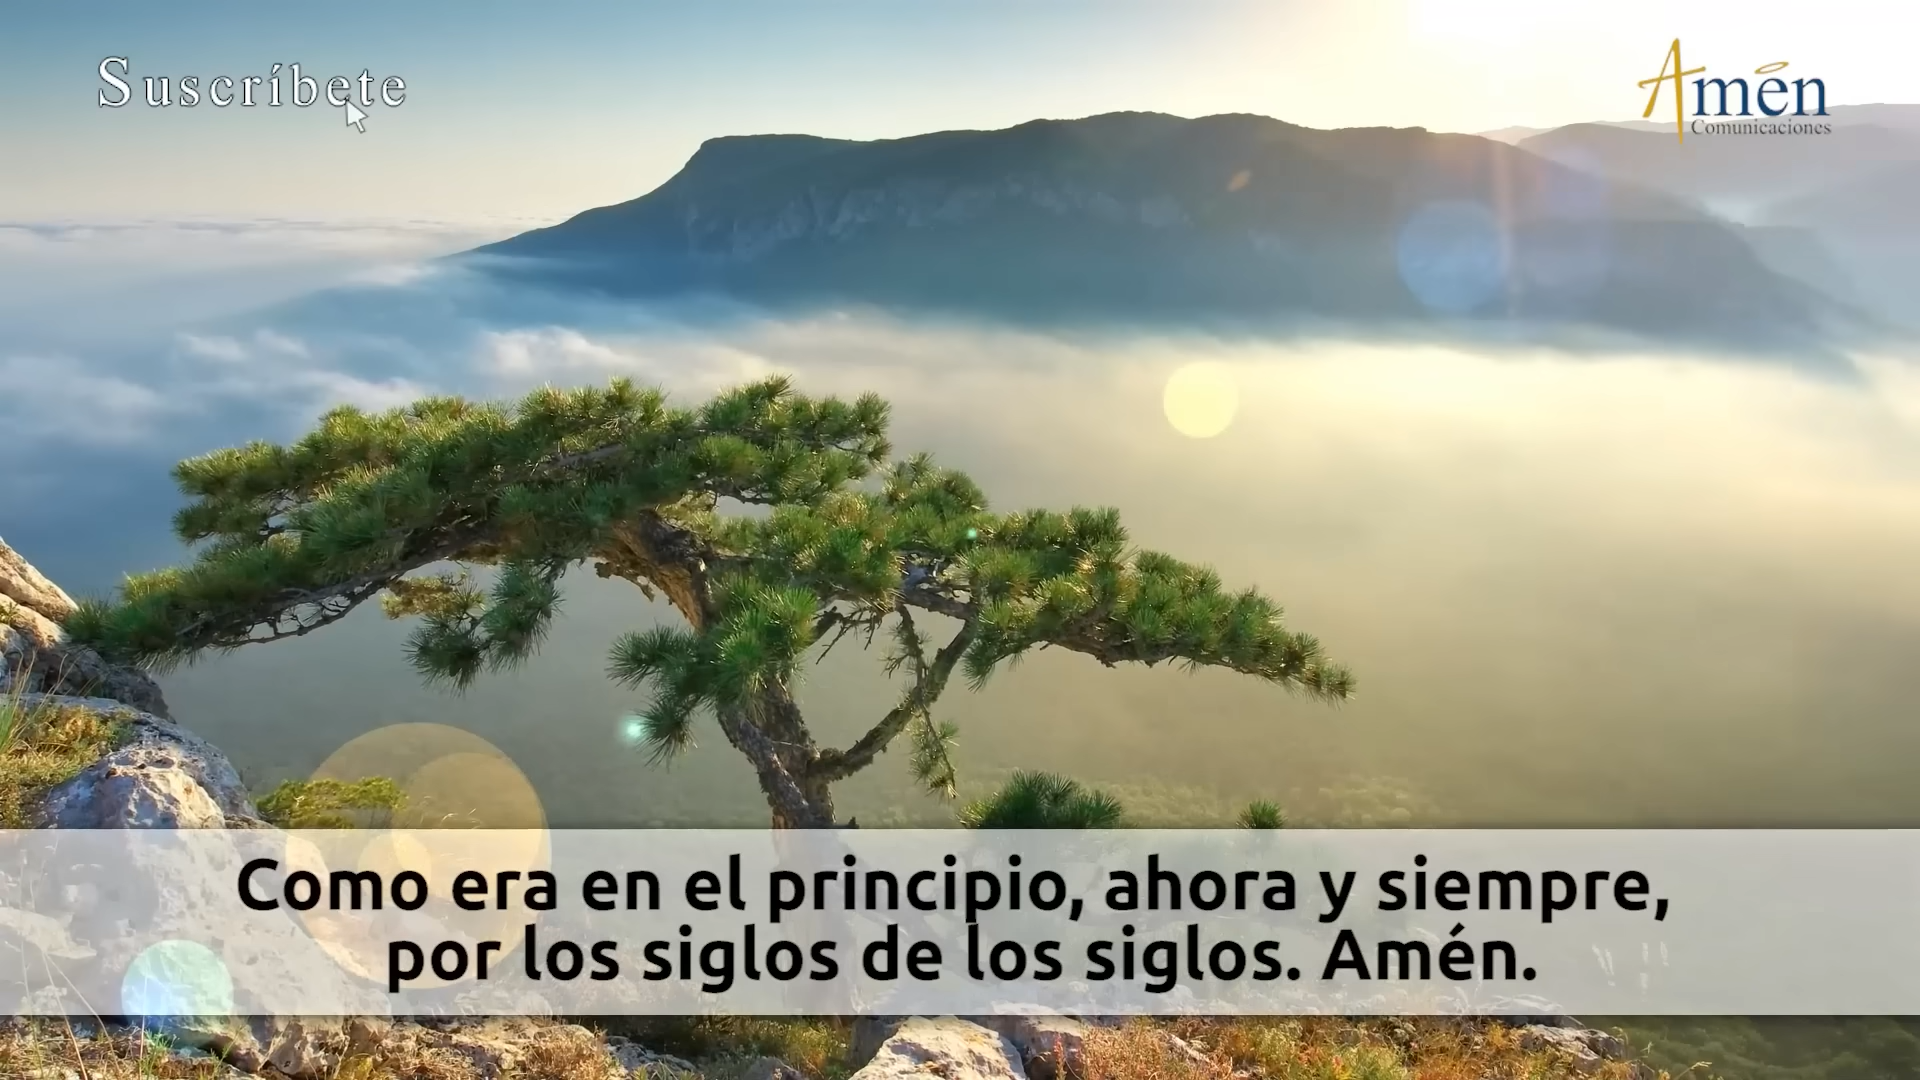 Suscríbete
Amén
Comunicaciones
Como era en el principio, ahora y siempre,
por los siglos de los siglos. Amén.